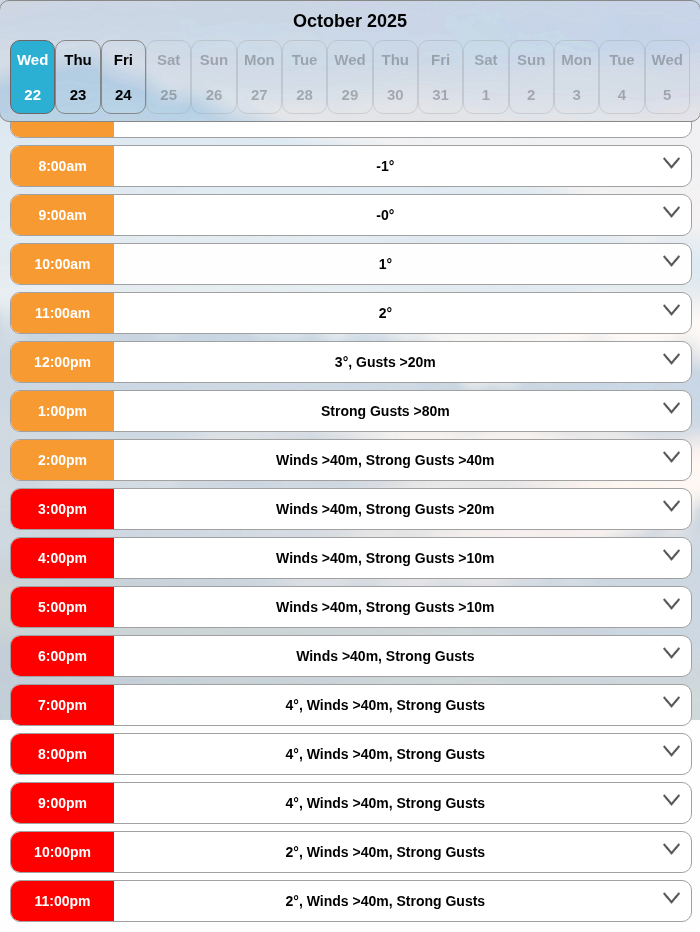 October 2025
Wed Thu Fri Sat Sun Mon Tue Wed Thu Fri Sat Sun Mon Tue Wed
22 23 24 25 26 27 28 29 30 31 1 2 3 4 5
8:00am -1°
9:00am -0°
10:00am 1°
11:00am 2°
12:00pm 3°, Gusts >20m
1:00pm Strong Gusts >80m
2:00pm Winds >40m, Strong Gusts >40m
3:00pm Winds >40m, Strong Gusts >20m
4:00pm Winds >40m, Strong Gusts >10m
5:00pm Winds >40m, Strong Gusts >10m
6:00pm Winds >40m, Strong Gusts
7:00pm 4°, Winds >40m, Strong Gusts
8:00pm 4°, Winds >40m, Strong Gusts
9:00pm 4°, Winds >40m, Strong Gusts
10:00pm 2°, Winds >40m, Strong Gusts
11:00pm 2°, Winds >40m, Strong Gusts